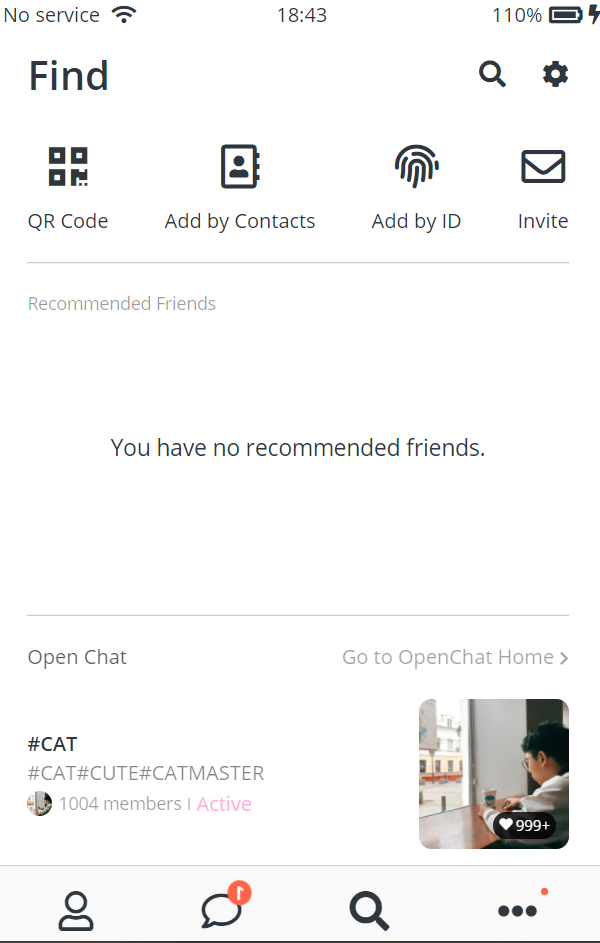 No service 18:43 110%
Find
QR Code Add by Contacts Add by ID Invite
Recommended Friends
You have no recommended friends.
Open Chat Go to OpenChat Home
#CAT
#CAT#CUTE#CATMASTER
1004 members | Active
999+
1